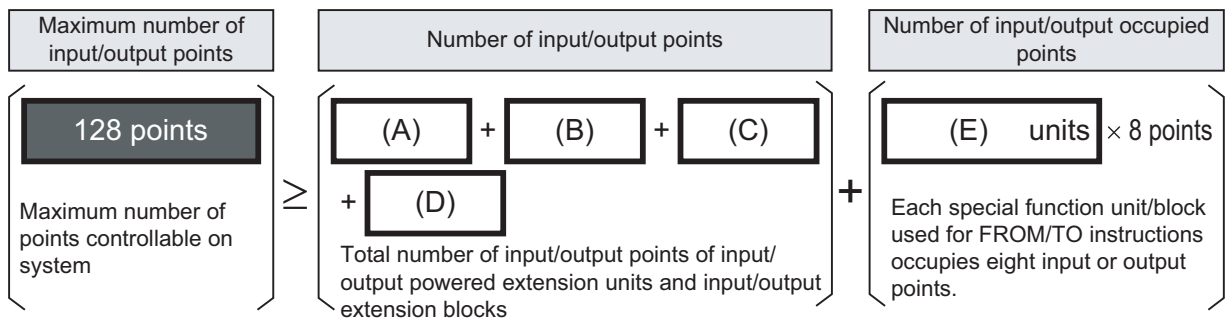 Maximum number of
input/output points
Number of input/output points
Number of input/output occupied
points
128 points
Maximum number of
points controllable on
system
≥
(A) + (B) + (C)
+ (D)
Total number of input/output points of input/
output powered extension units and input/output
extension blocks
+
(E) units × 8 points
Each special function unit/block
used for FROM/TO instructions
occupies eight input or output
points.